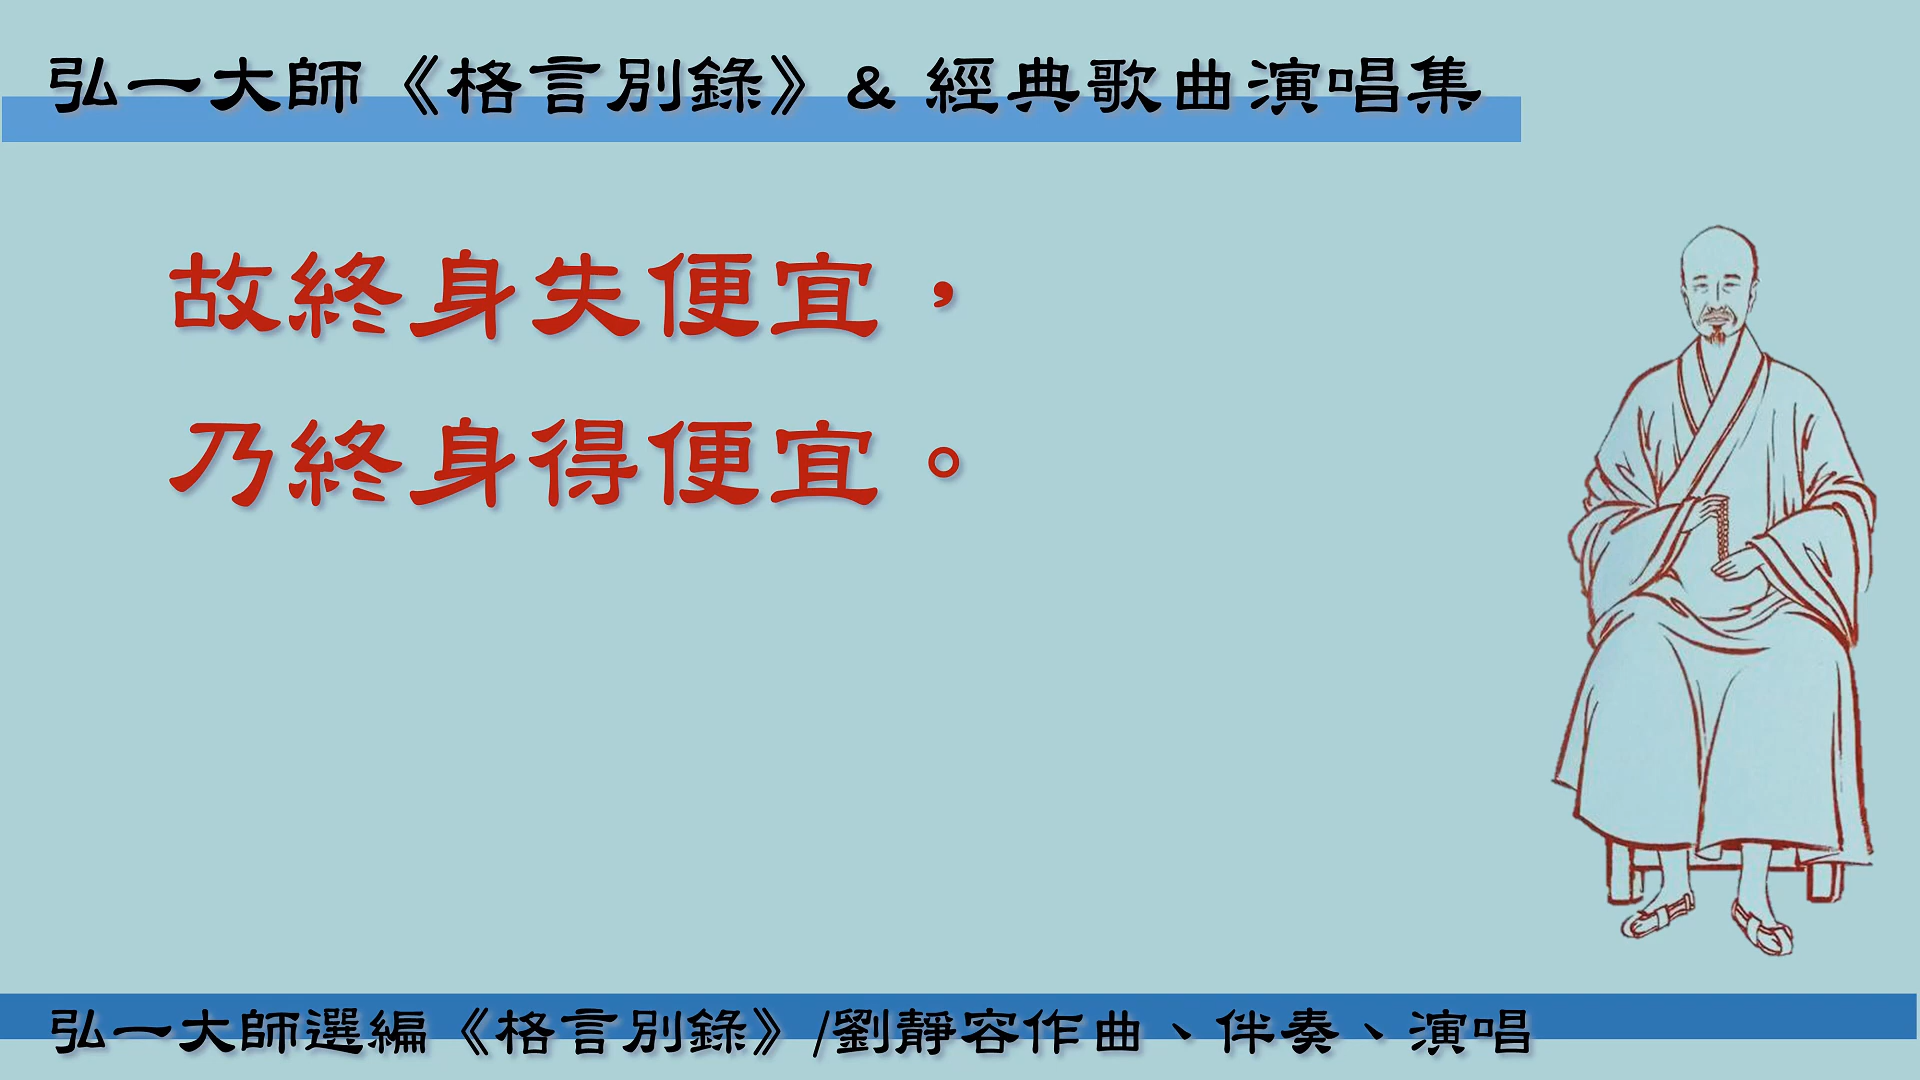 弘一大師《格言別錄》& 經典歌曲演唱集
故終身失便宜，
乃終身得便宜。
弘一大師選編《格言別錄》/劉靜容作曲、伴奏、演唱